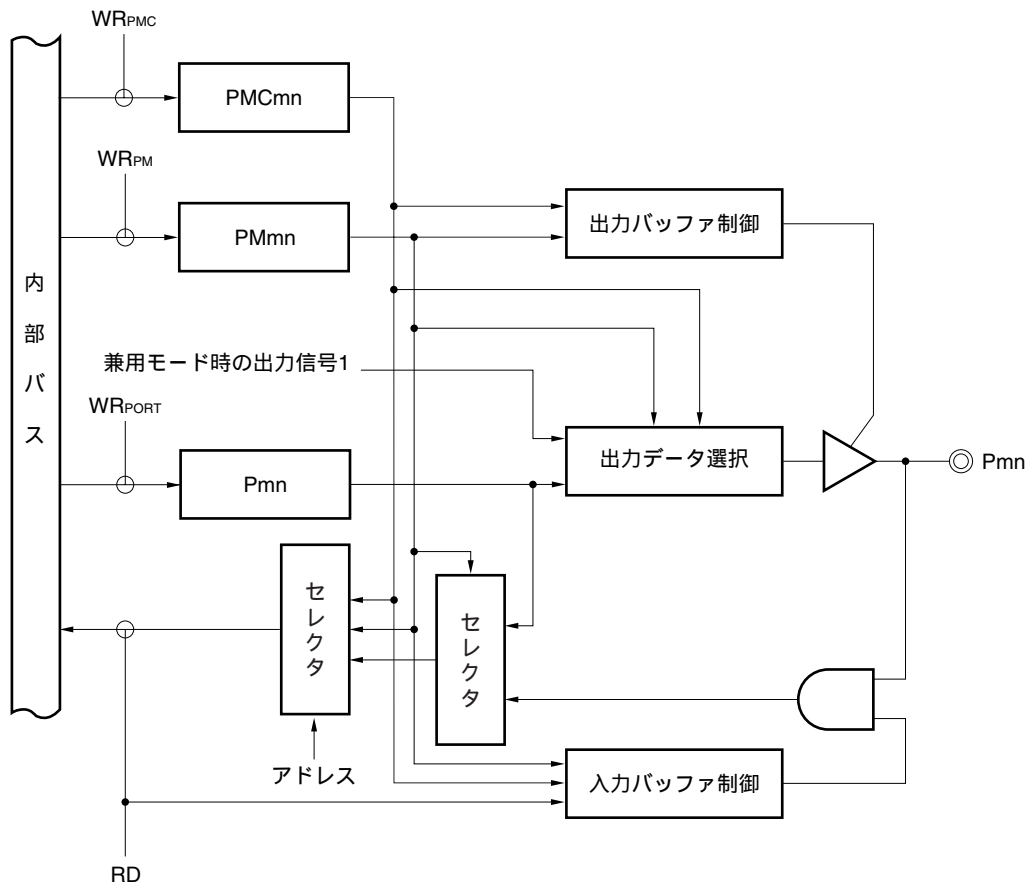 WRPMC
PMCmn
WRPM
PMmn
出力バッファ制御
内部バス
兼用モード時の出力信号1
WRPORT
Pmn
出力データ選択
Pmn
セレクタ
セレクタ
アドレス
入力バッファ制御
RD